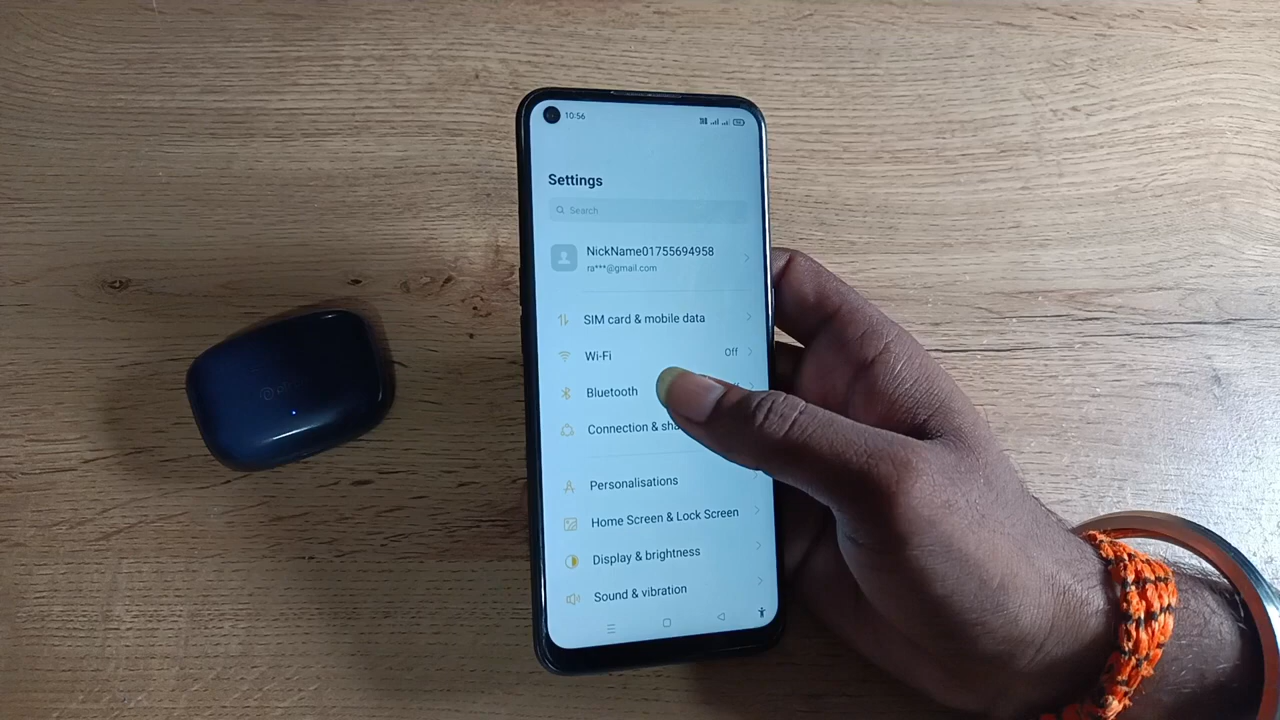 10:56
Settings
Search
NickName01755694958
ra***@gmail.com
SIM card & mobile data
Wi-Fi Off
Bluetooth
Connection & sha
Personalisations
Home Screen & Lock Screen
Display & brightness
Sound & vibration